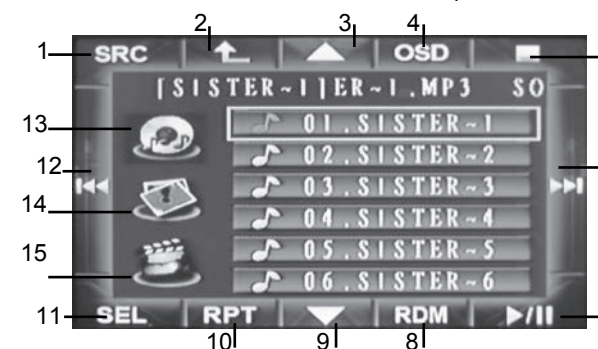 2 3 4
1 SRC OSD
[SISTER~1]ER~1.MP3 SO
13 01.SISTER~1
02.SISTER~2
12
03.SISTER~3
14 04.SISTER~4
15 05.SISTER~5
06.SISTER~6
11 SEL RPT RDM
10 9 8